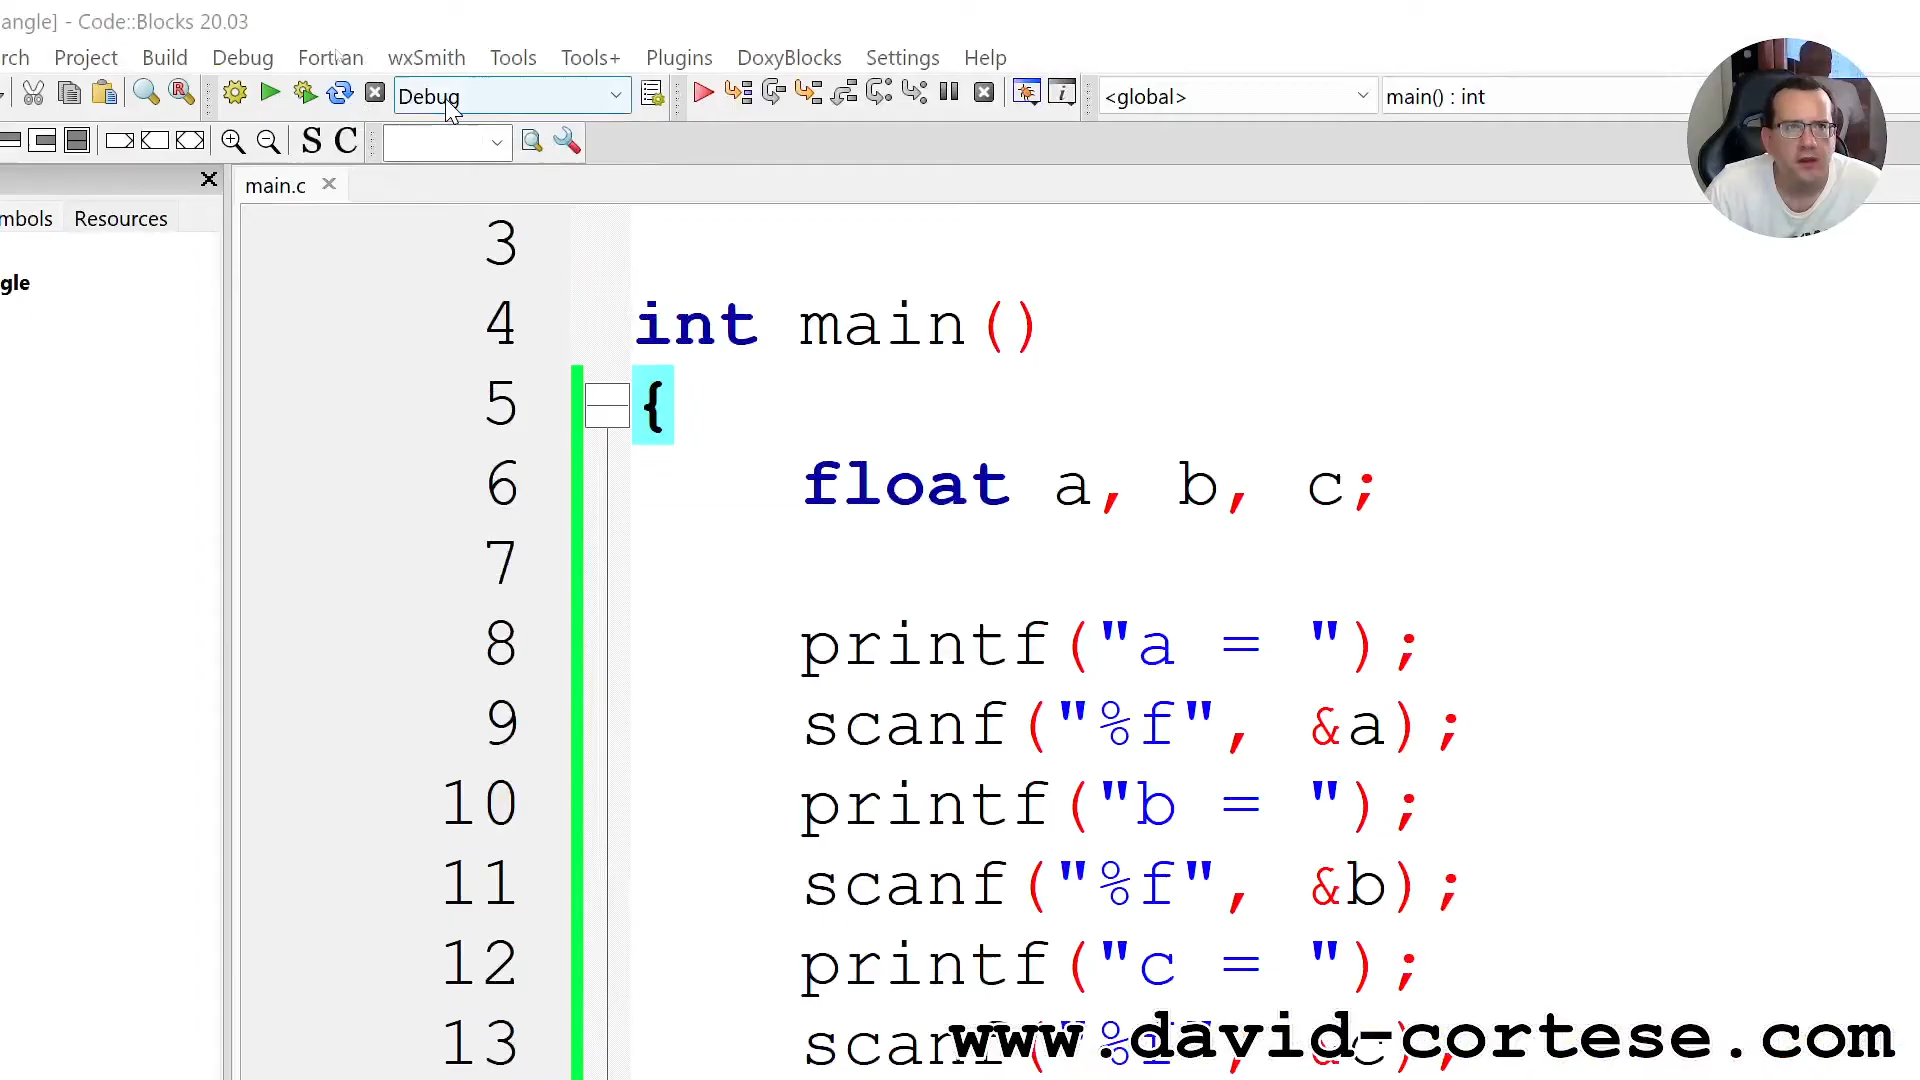 angle] - Code::Blocks 20.03
rch Project Build Debug Fortran wxSmith Tools Tools+ Plugins DoxyBlocks Settings Help
Debug <global> main() : int
S C
main.c
mbols Resources
gle
3
4 int main()
5 {
6 float a, b, c;
7
8 printf("a = ");
9 scanf("%f", &a);
10 printf("b = ");
11 scanf("%f", &b);
12 printf("c = ");
13 scanf("%f", &c);
www.david-cortese.com